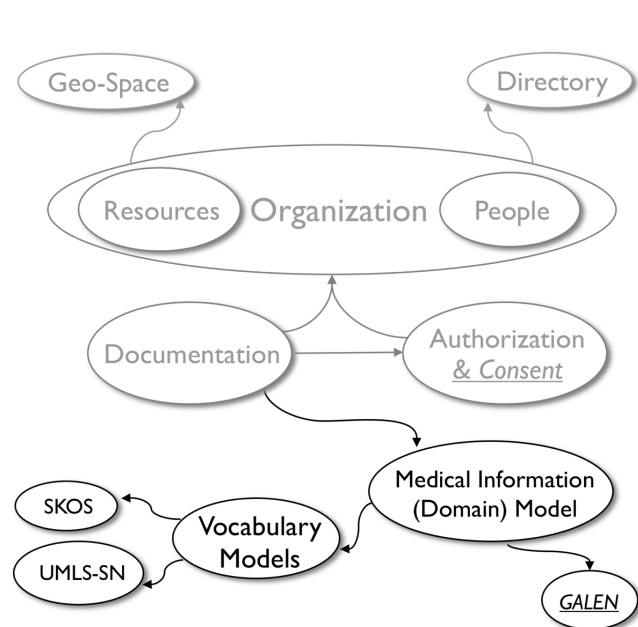 Geo-Space
Directory
Resources
Organization
People
Documentation
Authorization
& Consent
Medical Information
(Domain) Model
SKOS
Vocabulary
Models
UMLS-SN
GALEN